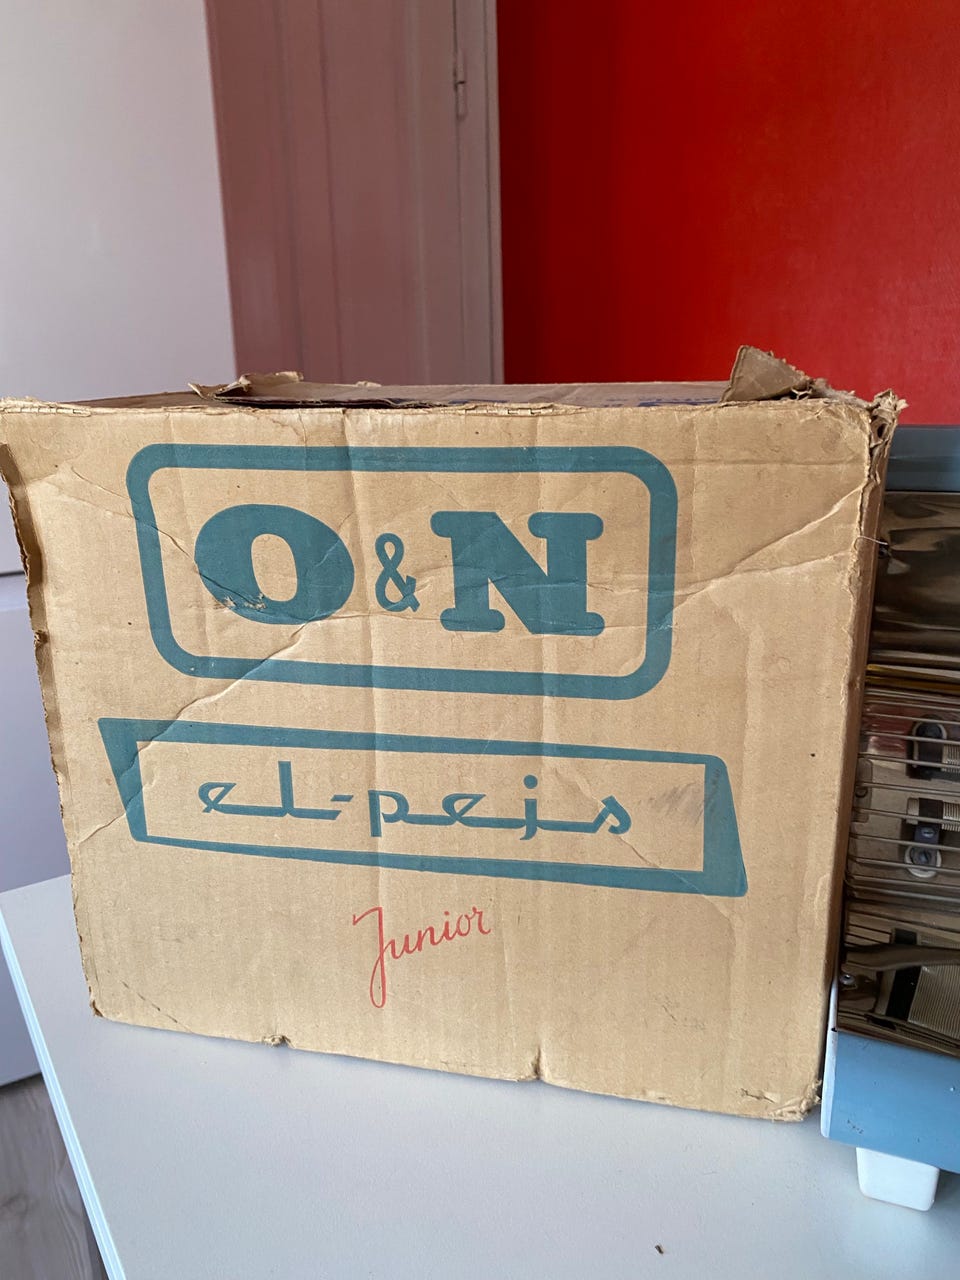 O & N
el-pejs
Junior